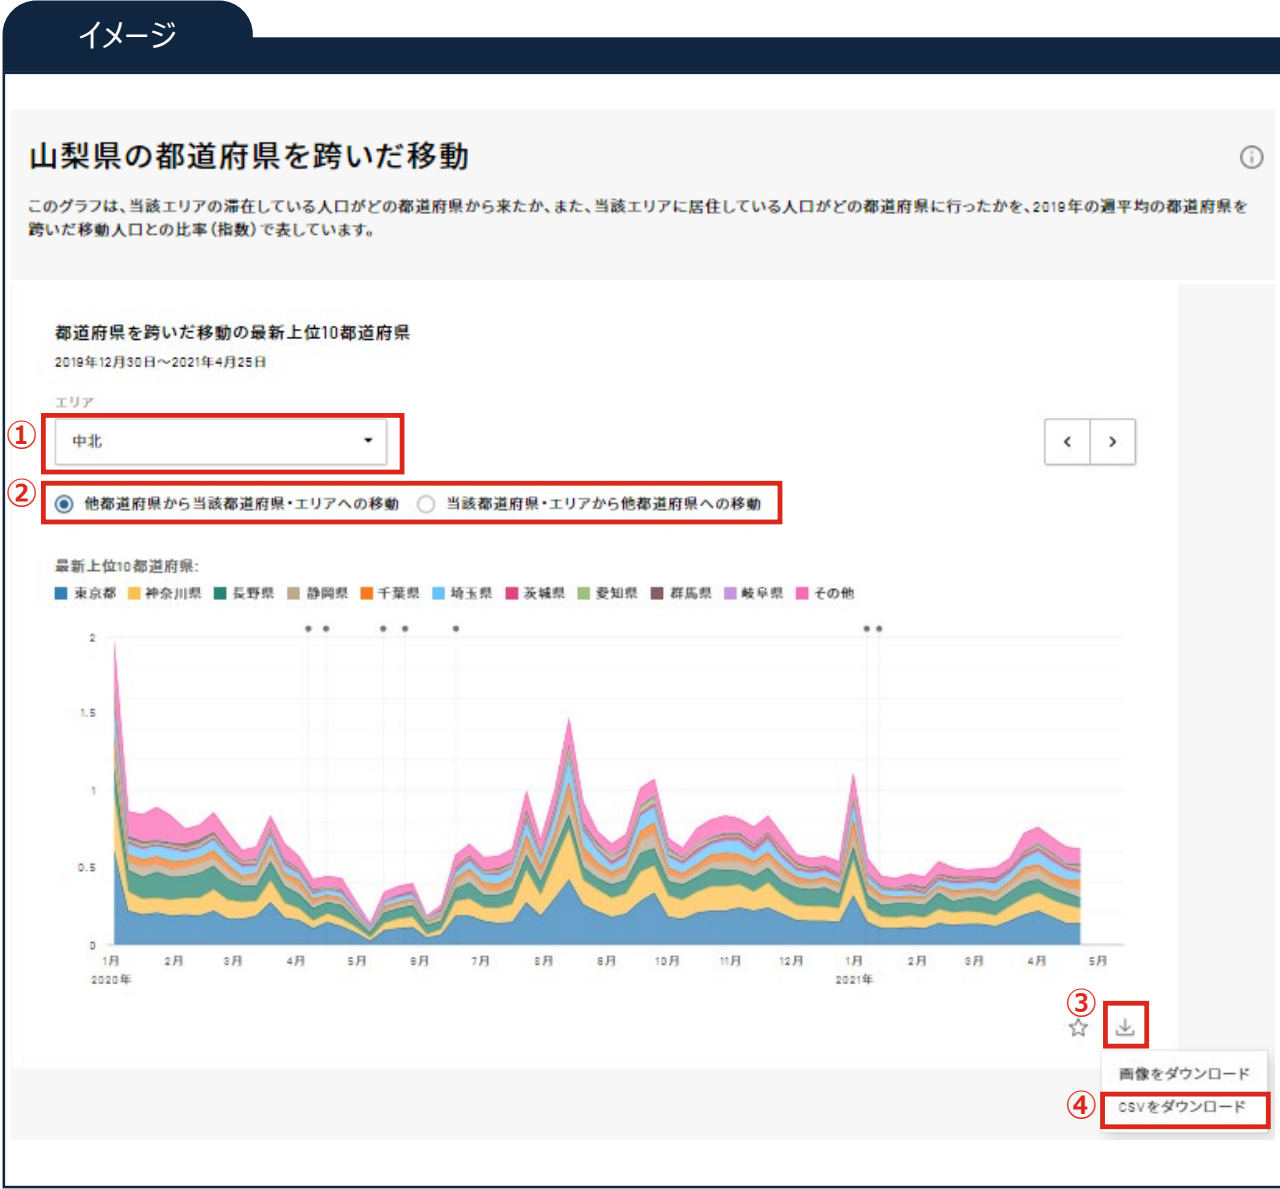 イメージ
山梨県の都道府県を跨いだ移動
このグラフは、当該エリアの滞在している人口がどの都道府県から来たか、また、当該エリアに居住している人口がどの都道府県に行ったかを、2019年の週平均の都道府県を
跨いだ移動人口との比率(指数)で表しています。
都道府県を跨いだ移動の最新上位10都道府県
2019年12月30日～2021年4月25日
エリア
① 中北
② 他都道府県から当該都道府県・エリアへの移動 当該都道府県・エリアから他都道府県への移動
最新上位10都道府県:
東京都 神奈川県 長野県 静岡県 千葉県 埼玉県 茨城県 愛知県 群馬県 岐阜県 その他
2
1.5
1
0.5
0
1月 2月 3月 4月 5月 6月 7月 8月 9月 10月 11月 12月 1月 2月 3月 4月 5月
2020年 2021年
③
画像をダウンロード
④ CSVをダウンロード